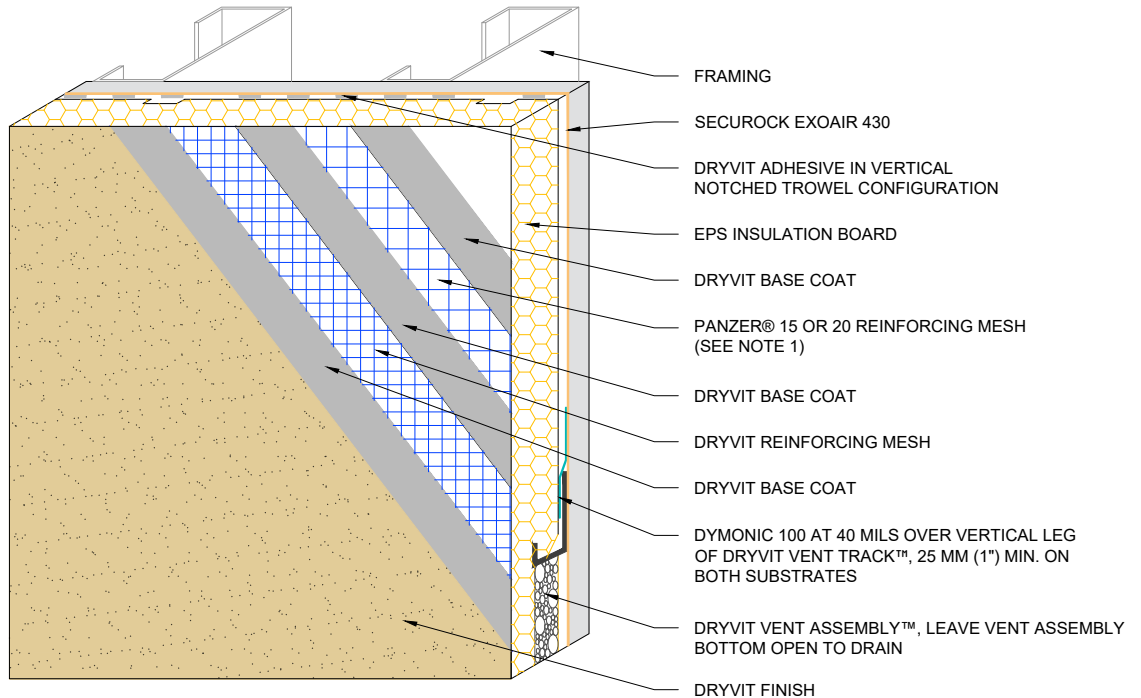 FRAMING
SECUROCK EXOAIR 430
DRYVIT ADHESIVE IN VERTICAL
NOTCHED TROWEL CONFIGURATION
EPS INSULATION BOARD
DRYVIT BASE COAT
PANZER® 15 OR 20 REINFORCING MESH
(SEE NOTE 1)
DRYVIT BASE COAT
DRYVIT REINFORCING MESH
DRYVIT BASE COAT
DYMONIC 100 AT 40 MILS OVER VERTICAL LEG
OF DRYVIT VENT TRACK™, 25 MM (1") MIN. ON
BOTH SUBSTRATES
DRYVIT VENT ASSEMBLY™, LEAVE VENT ASSEMBLY
BOTTOM OPEN TO DRAIN
DRYVIT FINISH